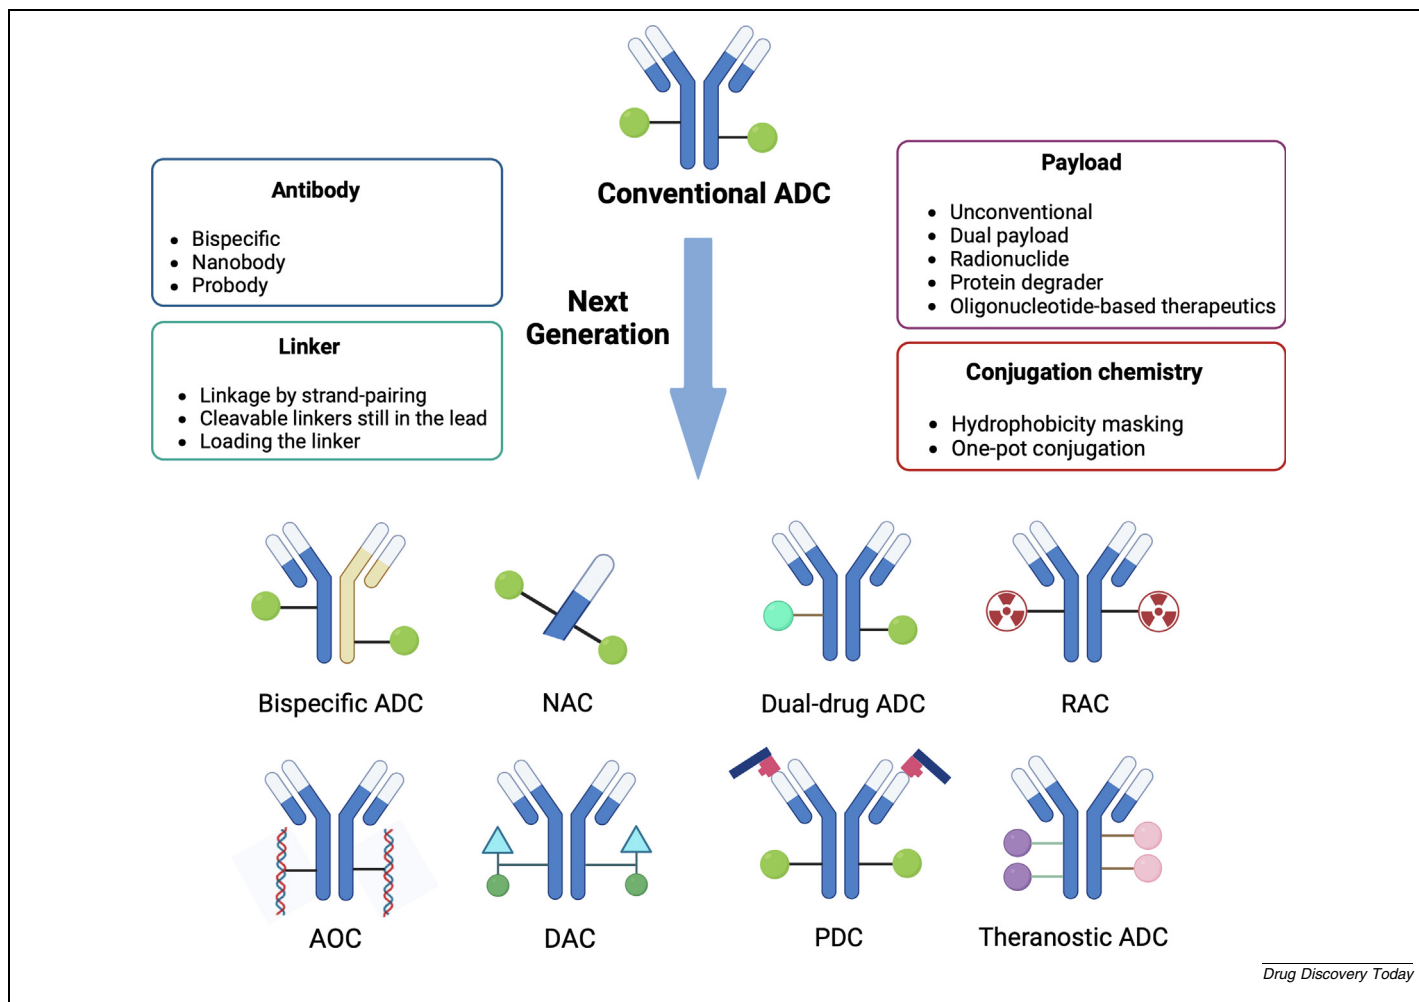 Conventional ADC
Antibody
• Bispecific
• Nanobody
• Probody
Linker
• Linkage by strand-pairing
• Cleavable linkers still in the lead
• Loading the linker
Next
Generation
Payload
• Unconventional
• Dual payload
• Radionuclide
• Protein degrader
• Oligonucleotide-based therapeutics
Conjugation chemistry
• Hydrophobicity masking
• One-pot conjugation
Bispecific ADC
NAC
Dual-drug ADC
RAC
AOC
DAC
PDC
Theranostic ADC
Drug Discovery Today